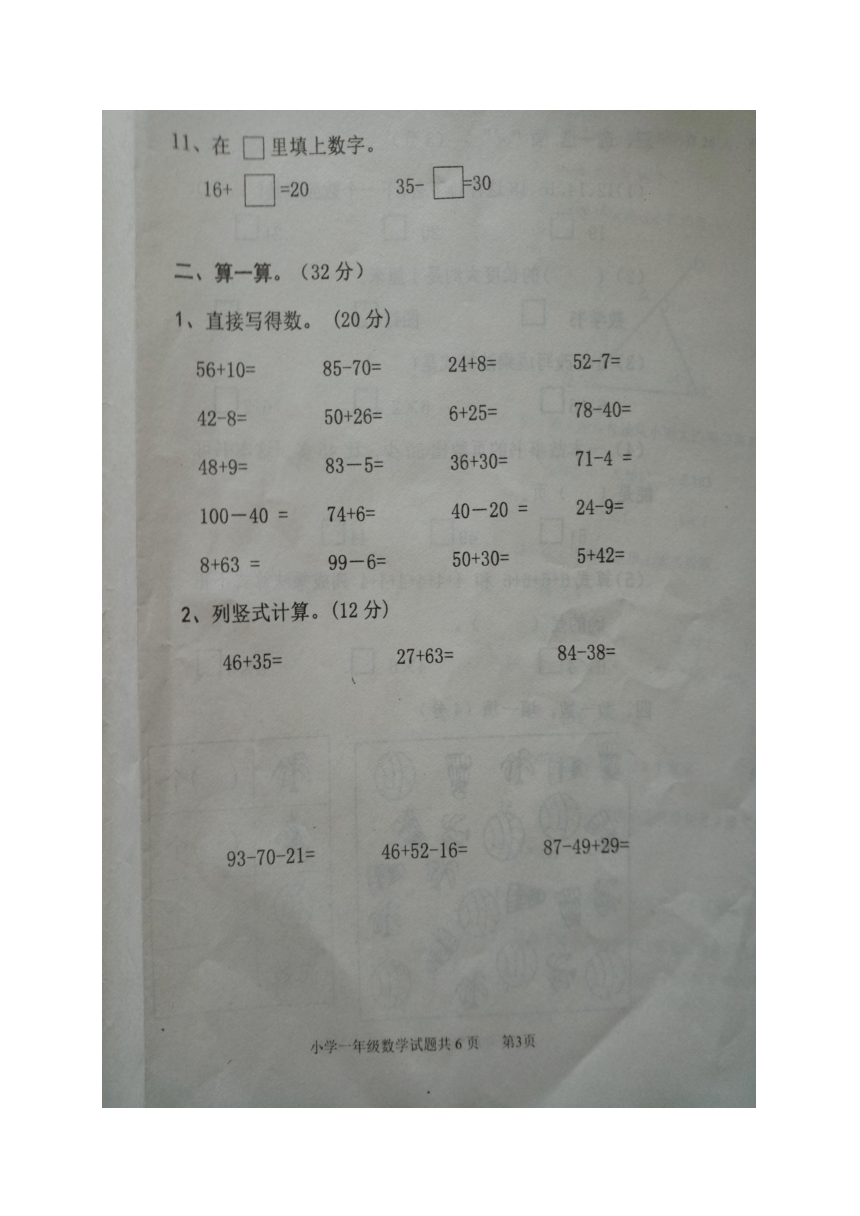 11、在 □ 里填上数字。
16+ □ =20 35- □ =30
二、算一算。（32分）
1、直接写得数。（20分）
56+10= 85-70= 24+8= 52-7=
42-8= 50+26= 6+25= 78-40=
48+9= 83－5= 36+30= 71-4 =
100－40 = 74+6= 40－20 = 24-9=
8+63 = 99－6= 50+30= 5+42=
2、列竖式计算。(12分)
46+35= 27+63= 84-38=
93-70-21= 46+52-16= 87-49+29=
小学一年级数学试题共6页 第3页